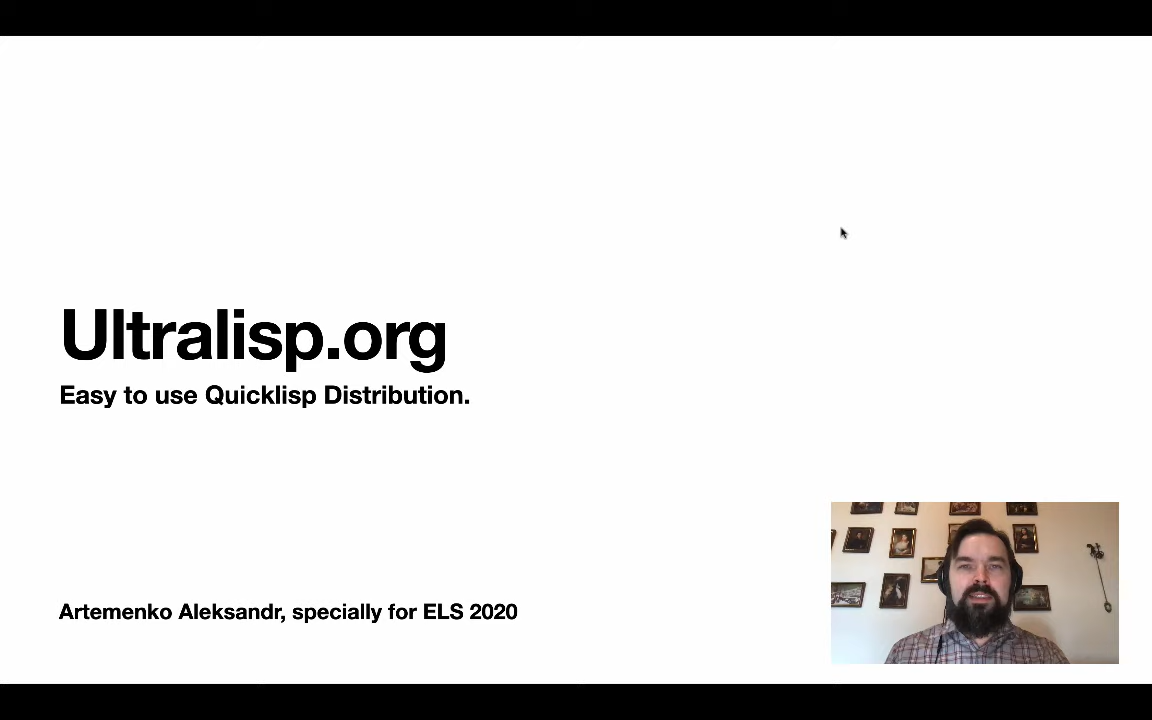 Ultralisp.org
Easy to use Quicklisp Distribution.
Artemenko Aleksandr, specially for ELS 2020